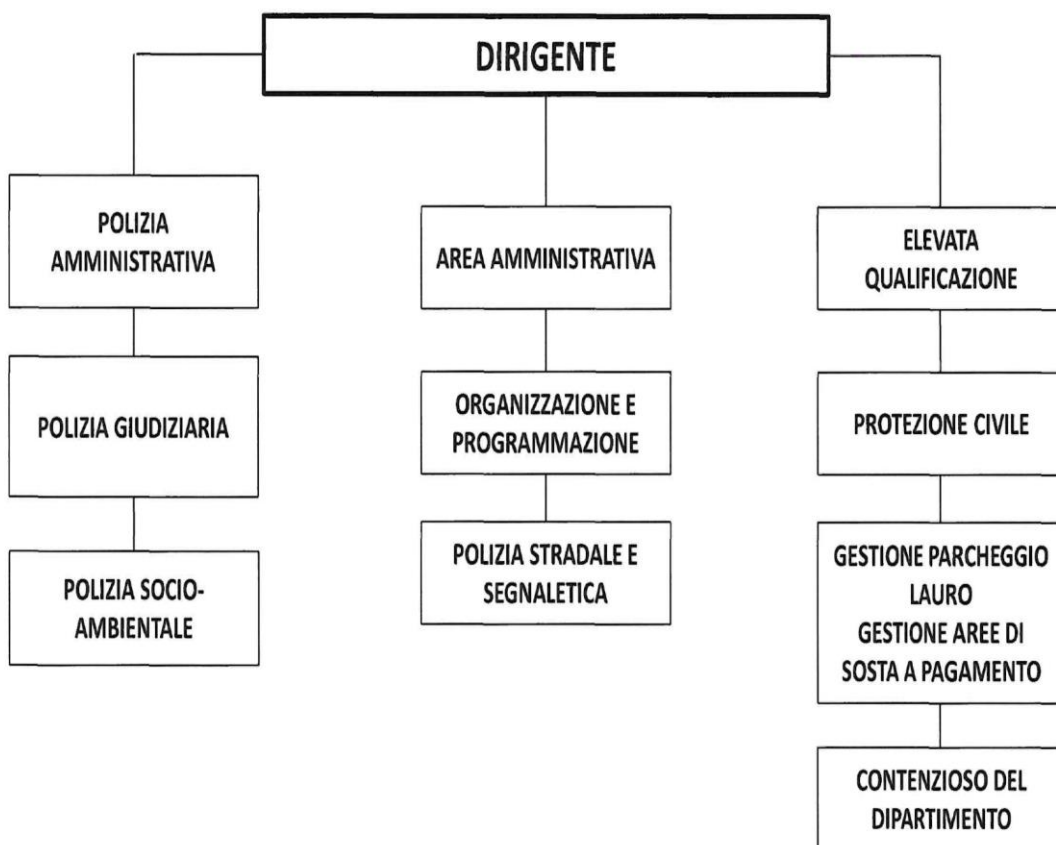 DIRIGENTE
POLIZIA
AMMINISTRATIVA
POLIZIA GIUDIZIARIA
POLIZIA SOCIO-
AMBIENTALE
AREA AMMINISTRATIVA
ORGANIZZAZIONE E
PROGRAMMAZIONE
POLIZIA STRADALE E
SEGNALETICA
ELEVATA
QUALIFICAZIONE
PROTEZIONE CIVILE
GESTIONE PARCHEGGIO
LAURO
GESTIONE AREE DI
SOSTA A PAGAMENTO
CONTENZIOSO DEL
DIPARTIMENTO